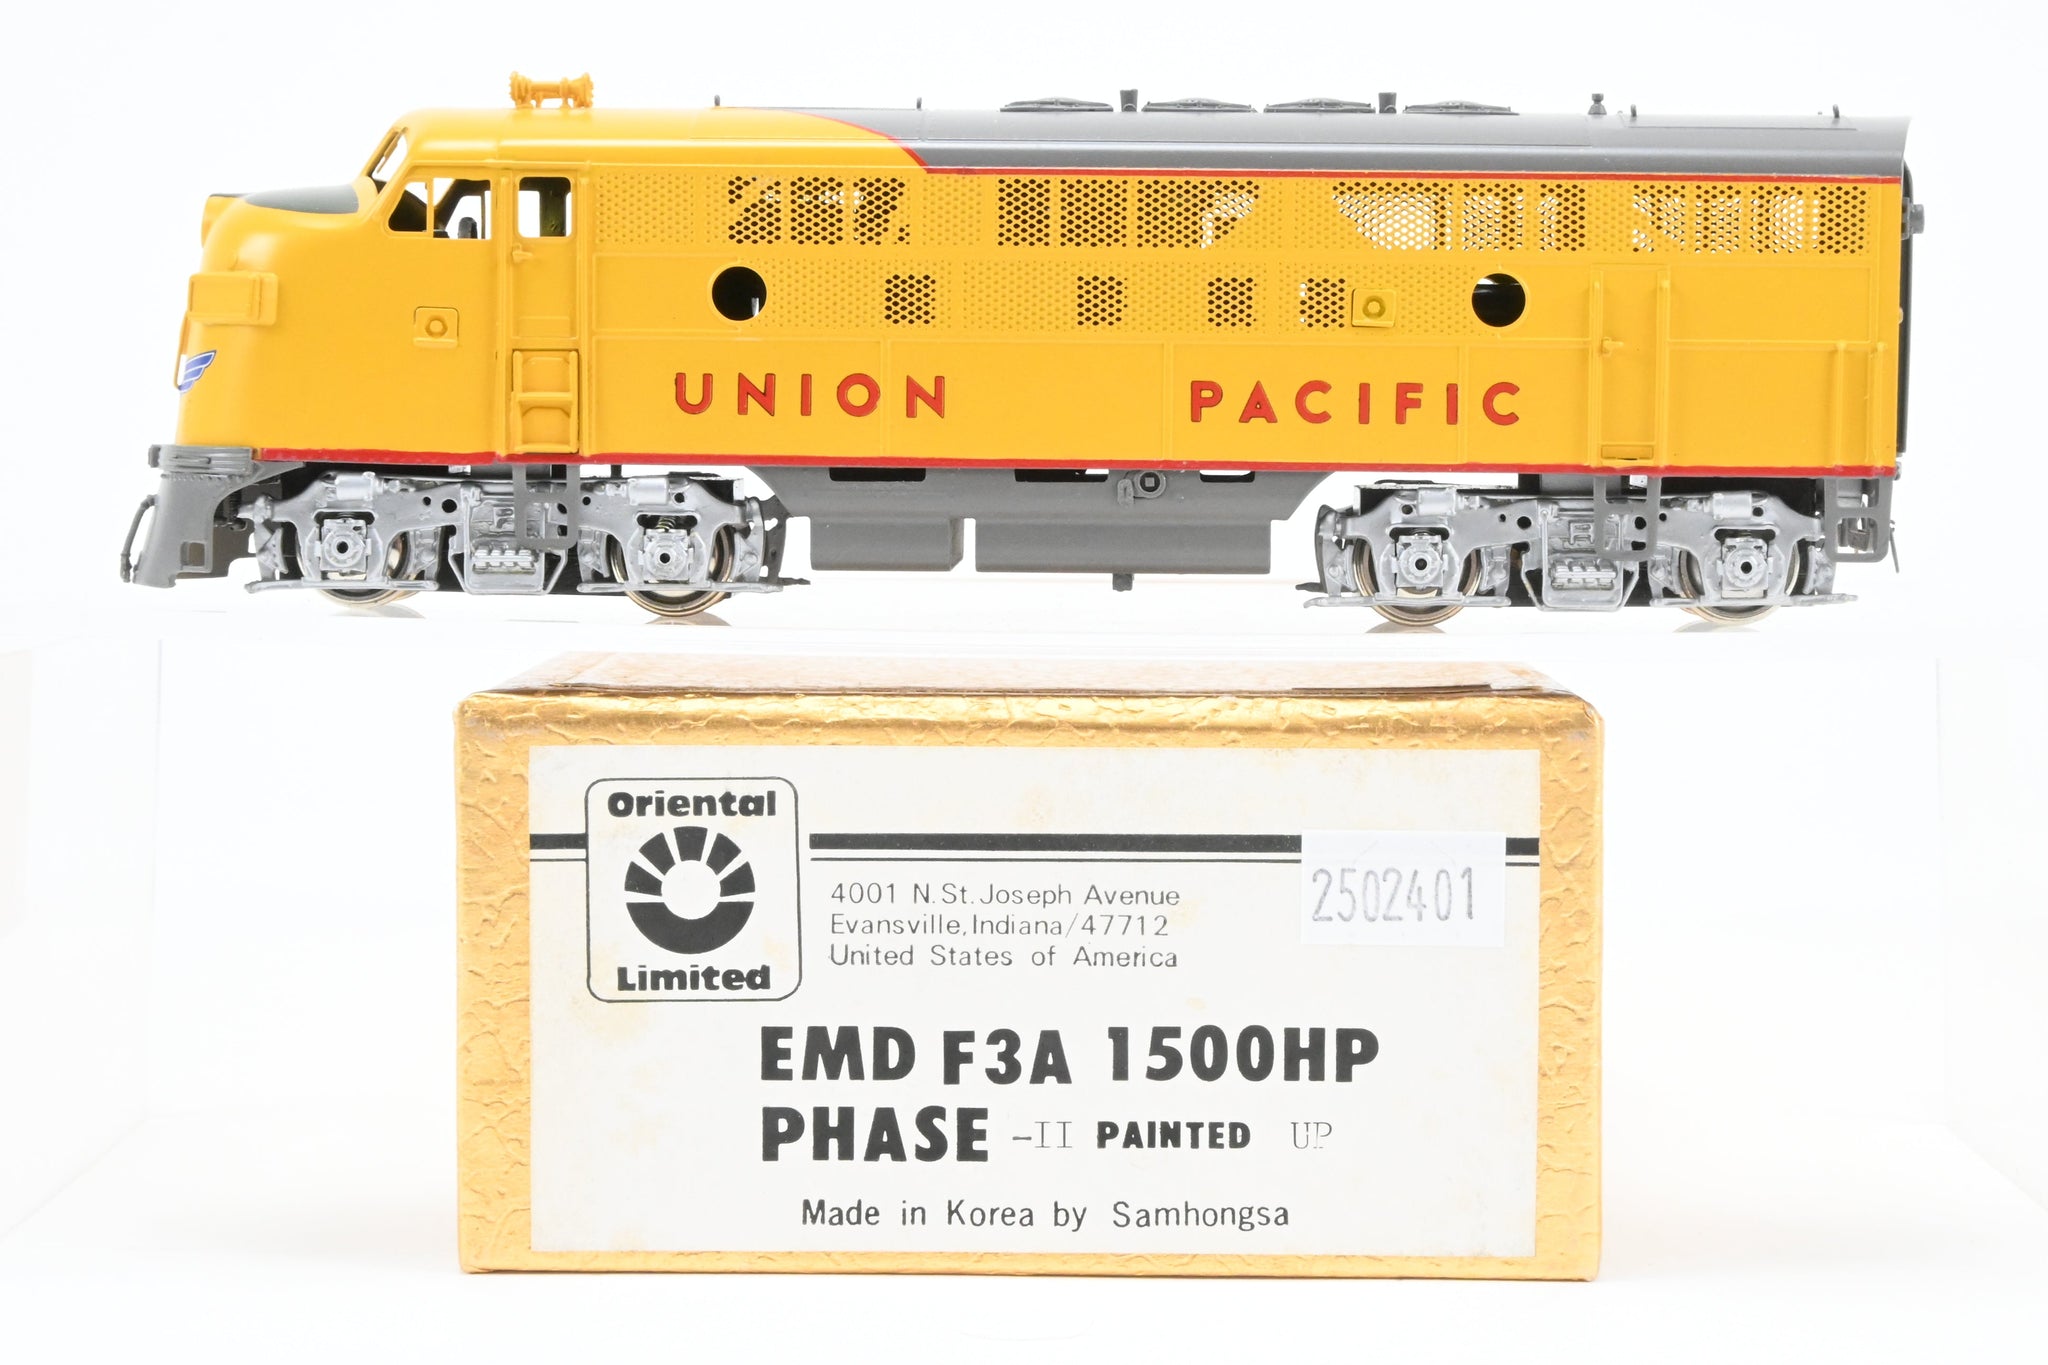 UNION PACIFIC
Oriental
Limited
4001 N. St. Joseph Avenue
Evansville, Indiana/47712
United States of America
2502401
EMD F3A 1500HP
PHASE -II PAINTED UP
Made in Korea by Samhongsa